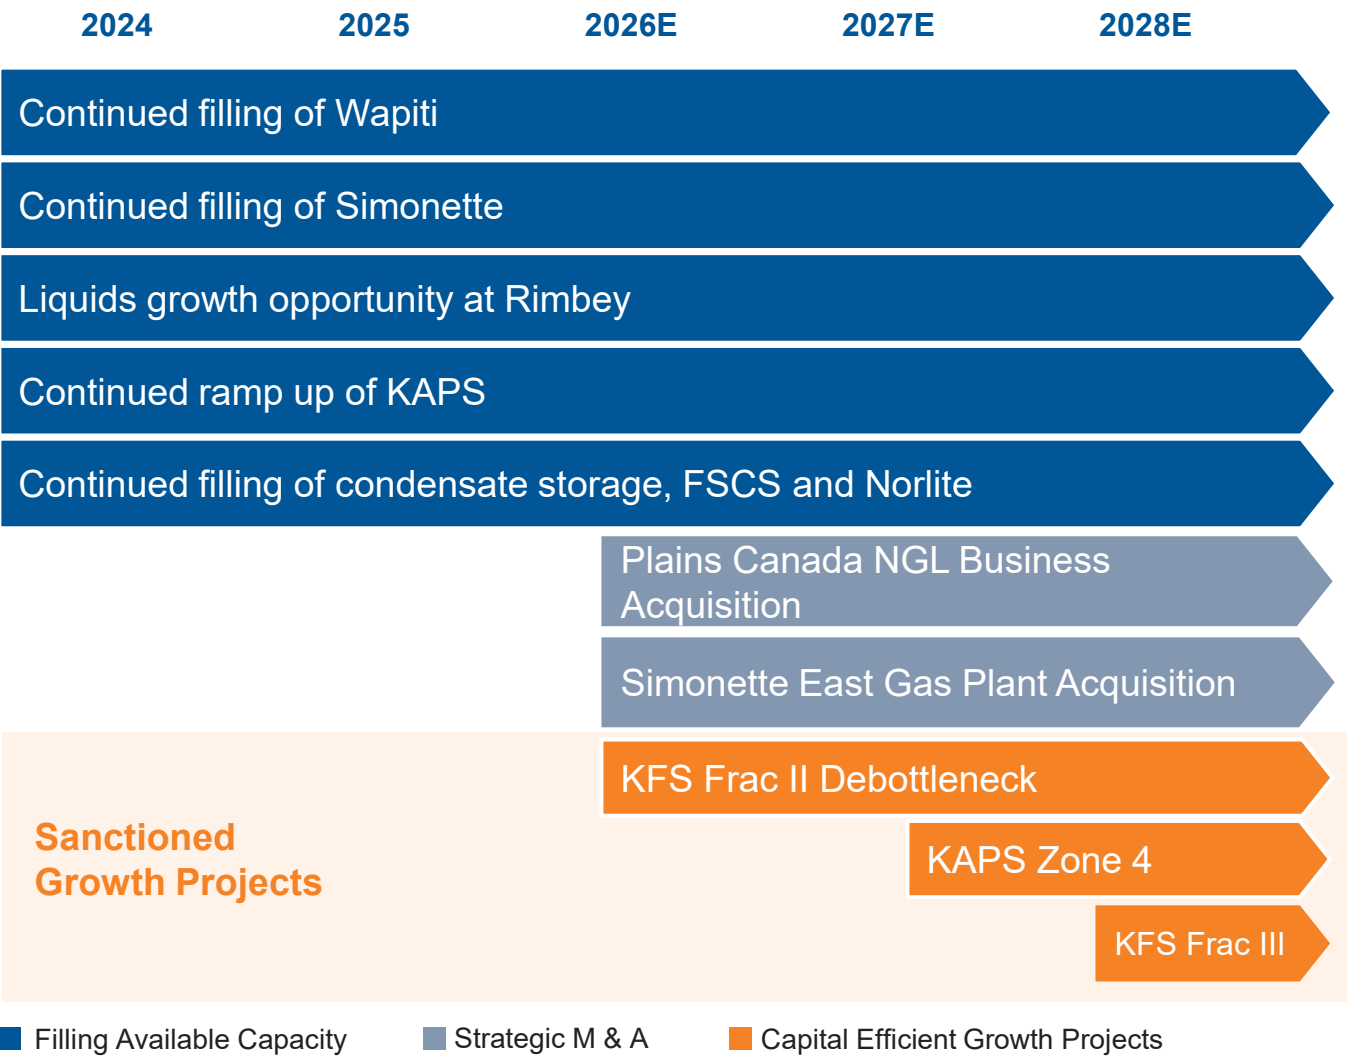 2024 2025 2026E 2027E 2028E
Continued filling of Wapiti
Continued filling of Simonette
Liquids growth opportunity at Rimbey
Continued ramp up of KAPS
Continued filling of condensate storage, FSCS and Norlite
Plains Canada NGL Business
Acquisition
Simonette East Gas Plant Acquisition
KFS Frac II Debottleneck
Sanctioned
Growth Projects
KAPS Zone 4
KFS Frac III
Filling Available Capacity Strategic M & A Capital Efficient Growth Projects